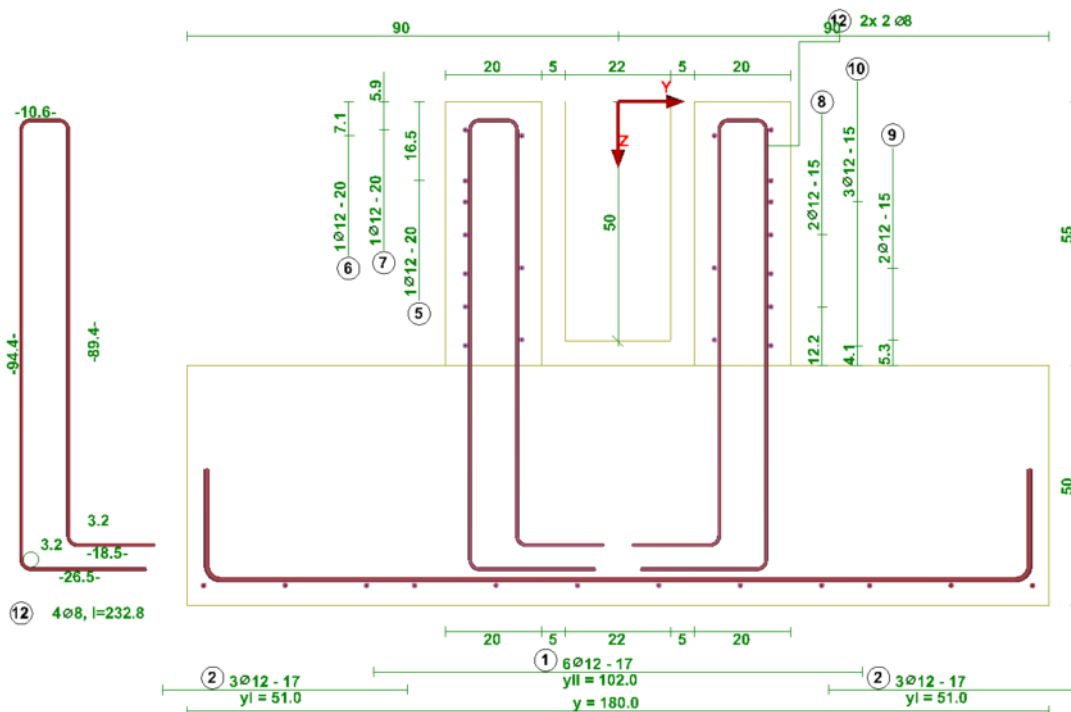 90
90
12 2x 2 ⌀8
20 5 22 5 20
10
5.9
Y
8
-10.6-
7.1
16.5
Z
9
3⌀12 - 15
2⌀12 - 15
2⌀12 - 15
50
55
1⌀12 - 20
1⌀12 - 20
1⌀12 - 20
6
7
5
-94.4-
-89.4-
12.2
4.1
5.3
50
3.2
3.2
-18.5-
-26.5-
12 4⌀8, l=232.8
20 5 22 5 20
1 6⌀12 - 17
yII = 102.0
2 3⌀12 - 17
yI = 51.0
2 3⌀12 - 17
yI = 51.0
y = 180.0